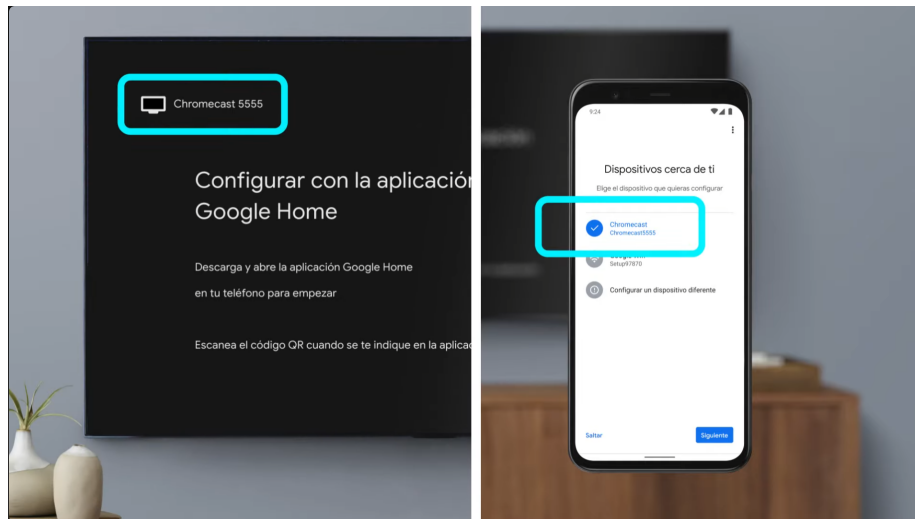 Chromecast 5555
Configurar con la aplicación
Google Home
Descarga y abre la aplicación Google Home
en tu teléfono para empezar
Escanea el código QR cuando se te indique en la aplicac
9:24
Dispositivos cerca de ti
Elige el dispositivo que quieras configurar
Chromecast
Chromecast5555
Setup97870
Configurar un dispositivo diferente
Saltar
Siguiente